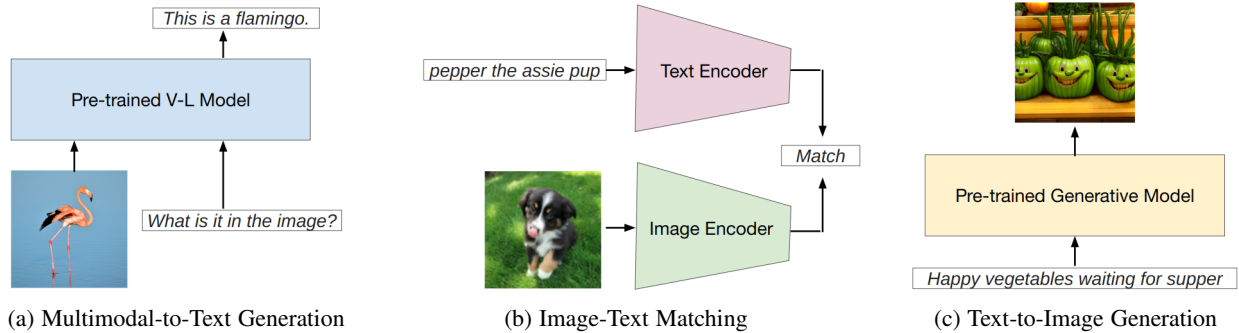 This is a flamingo.
Pre-trained V-L Model
What is it in the image?
(a) Multimodal-to-Text Generation
pepper the assie pup
Text Encoder
Match
Image Encoder
(b) Image-Text Matching
Pre-trained Generative Model
Happy vegetables waiting for supper
(c) Text-to-Image Generation